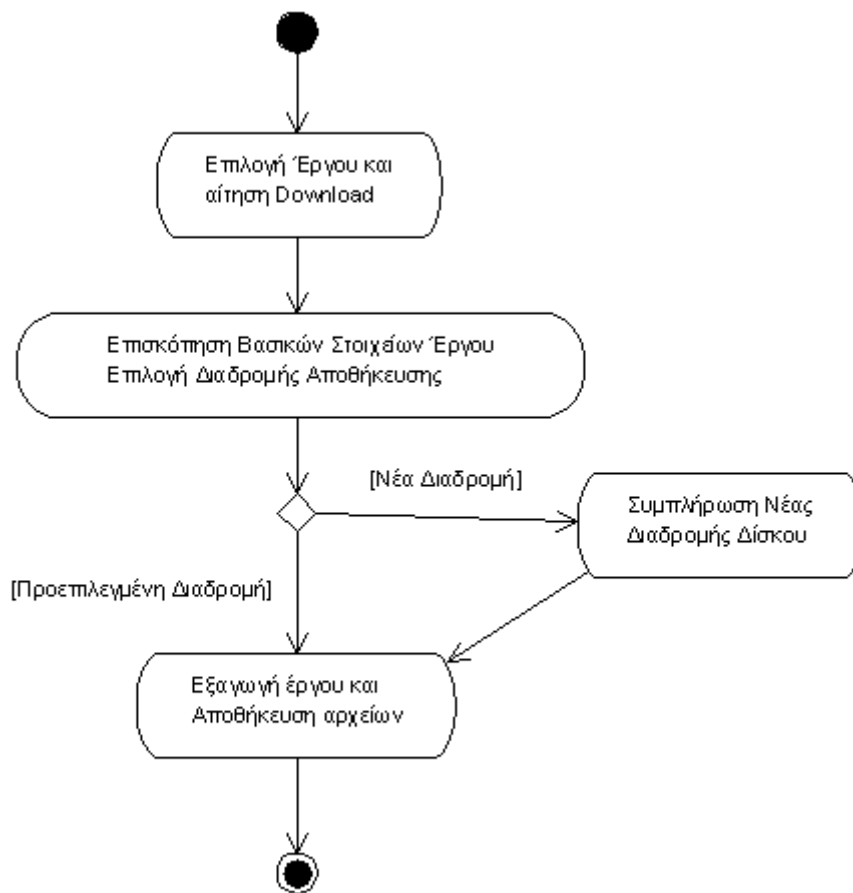 Επιλογή Έργου και
αίτηση Download
Επισκόπηση Βασικών Στοιχείων Έργου
Επιλογή Διαδρομής Αποθήκευσης
[Νέα Διαδρομή]
Συμπλήρωση Νέας
Διαδρομής Δίσκου
[Προεπιλεγμένη Διαδρομή]
Εξαγωγή έργου και
Αποθήκευση αρχείων